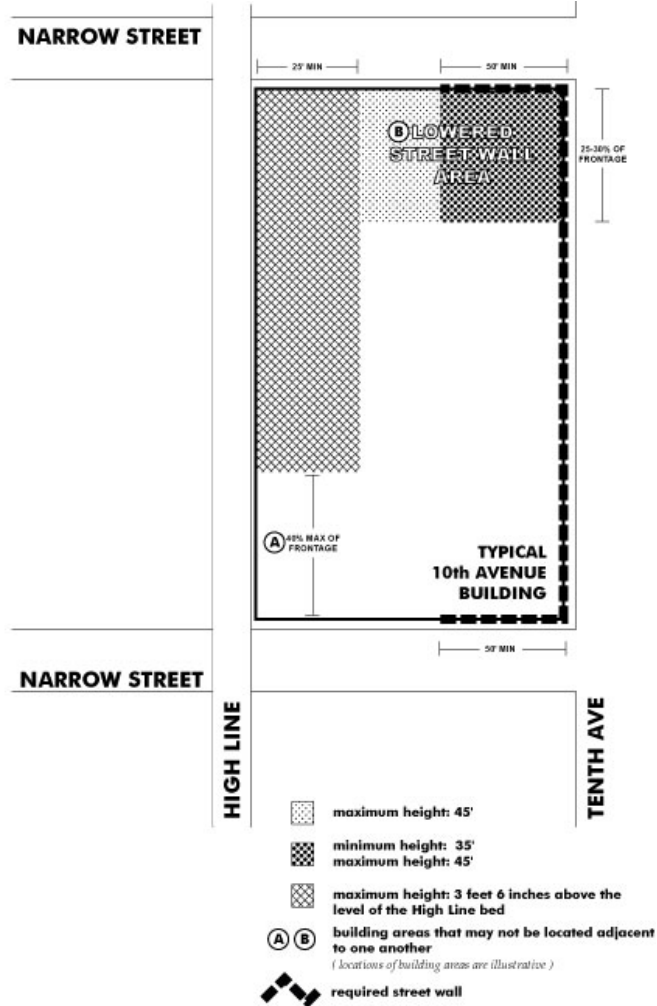 NARROW STREET
25' MIN
50' MIN
B LOWERED
STREET WALL
AREA
25-30% OF
FRONTAGE
A 40% MAX OF
FRONTAGE
TYPICAL
10th AVENUE
BUILDING
50' MIN
NARROW STREET
HIGH LINE
TENTH AVE
maximum height: 45'
minimum height: 35'
maximum height: 45'
maximum height: 3 feet 6 inches above the
level of the High Line bed
A B building areas that may not be located adjacent
to one another
( locations of building areas are illustrative )
required street wall